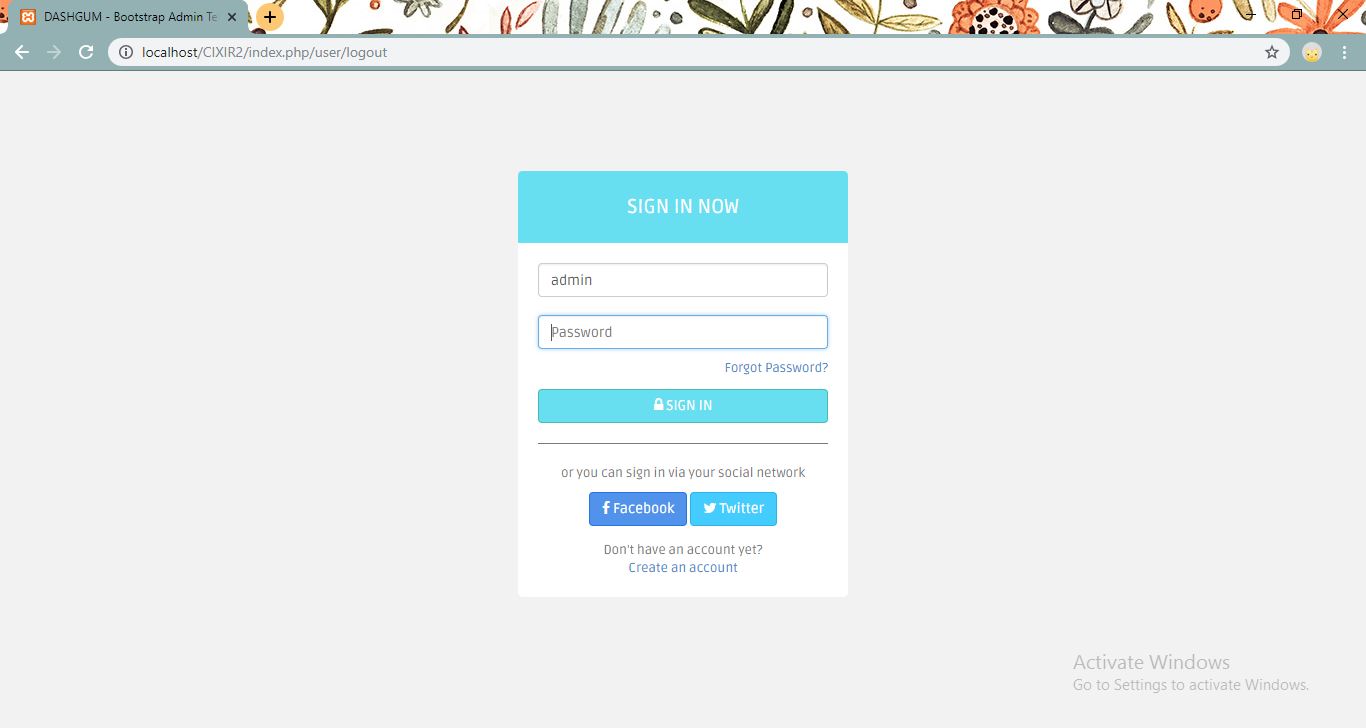 DASHGUM - Bootstrap Admin Te
localhost/CIXIR2/index.php/user/logout
SIGN IN NOW
admin
Password
Forgot Password?
SIGN IN
or you can sign in via your social network
Facebook Twitter
Don't have an account yet?
Create an account
Activate Windows
Go to Settings to activate Windows.